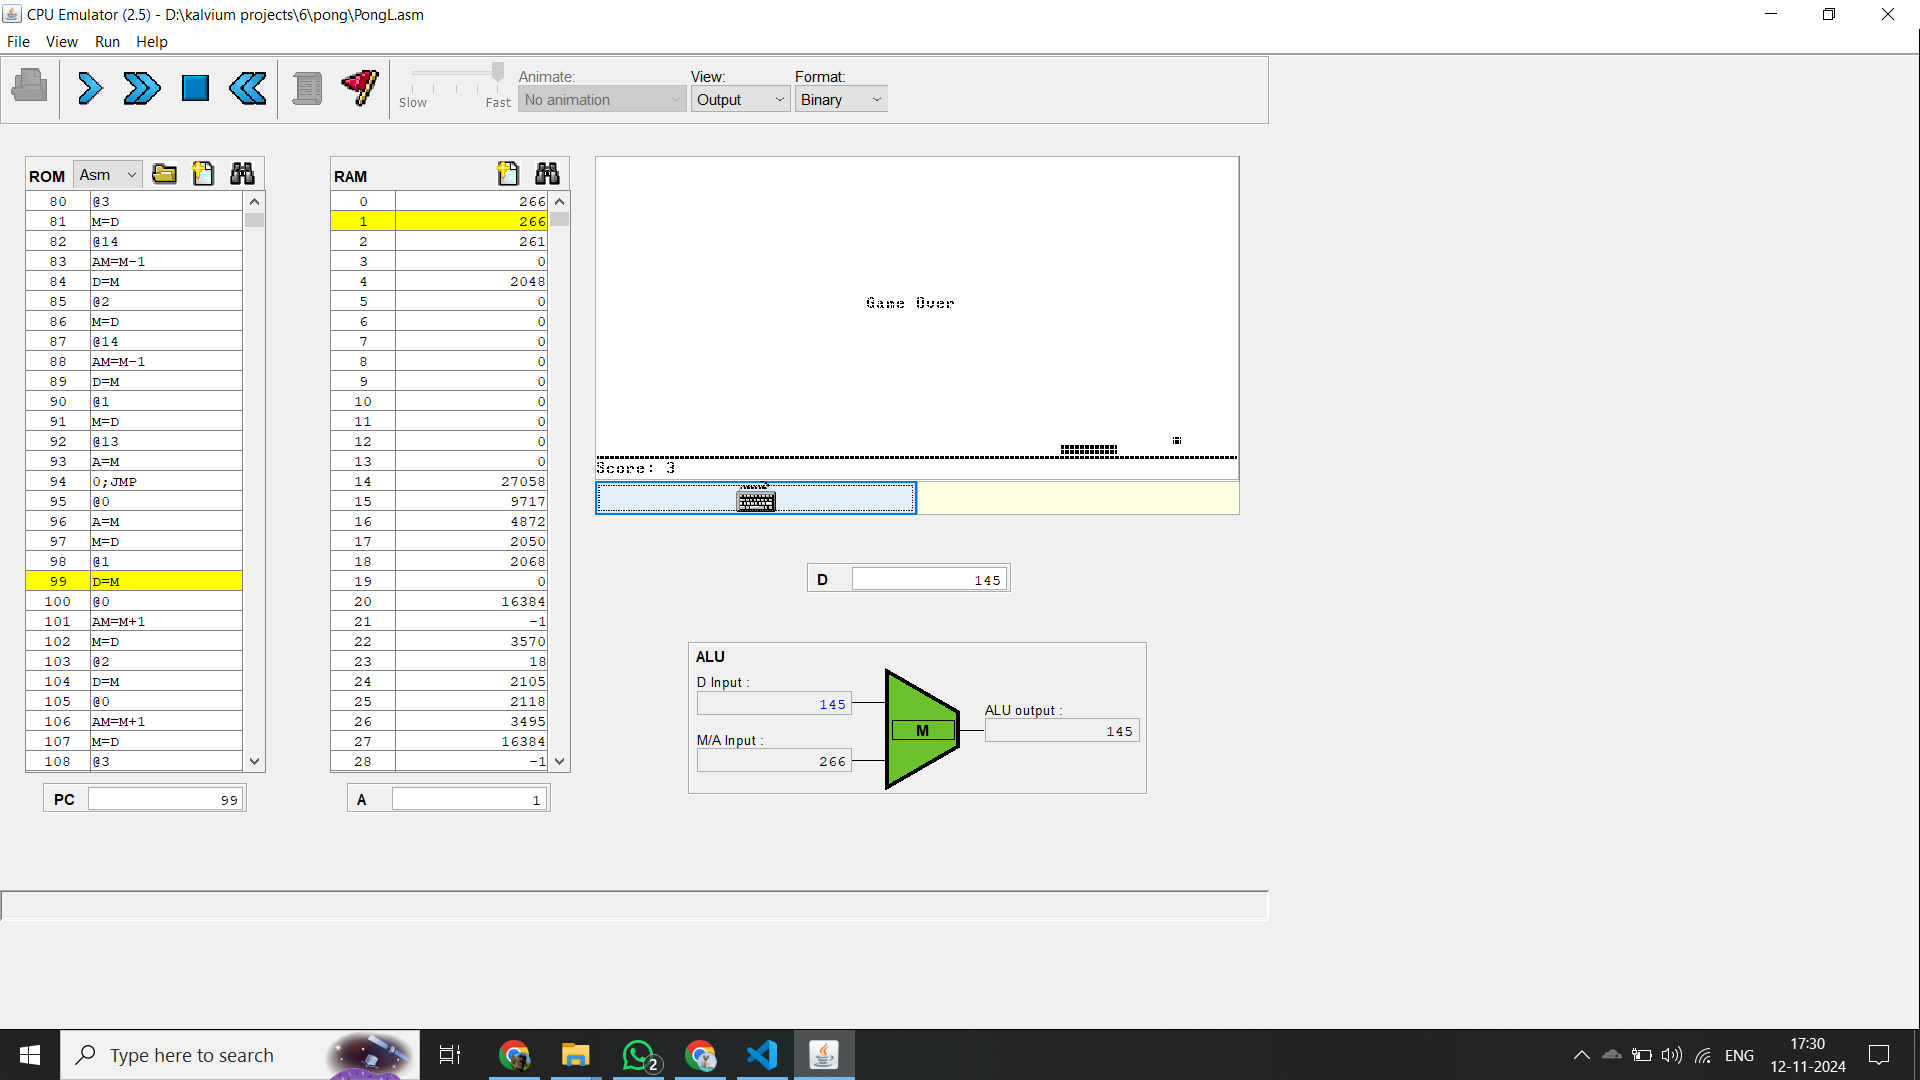 CPU Emulator (2.5) - D:\kalvium projects\6\pong\PongL.asm
File View Run Help
Slow Fast
Animate:
No animation
View:
Output
Format:
Binary
ROM Asm
80 @3
81 M=D
82 @14
83 AM=M-1
84 D=M
85 @2
86 M=D
87 @14
88 AM=M-1
89 D=M
90 @1
91 M=D
92 @13
93 A=M
94 0;JMP
95 @0
96 A=M
97 M=D
98 @1
99 D=M
100 @0
101 AM=M+1
102 M=D
103 @2
104 D=M
105 @0
106 AM=M+1
107 M=D
108 @3
PC 99
RAM
0 266
1 266
2 261
3 0
4 2048
5 0
6 0
7 0
8 0
9 0
10 0
11 0
12 0
13 0
14 27058
15 9717
16 4872
17 2050
18 2068
19 0
20 16384
21 -1
22 3570
23 18
24 2105
25 2118
26 3495
27 16384
28 -1
A 1
Game Over
Score: 3
D 145
ALU
D Input :
145
M/A Input :
266
M
ALU output :
145
Type here to search
2
ENG
17:30
12-11-2024